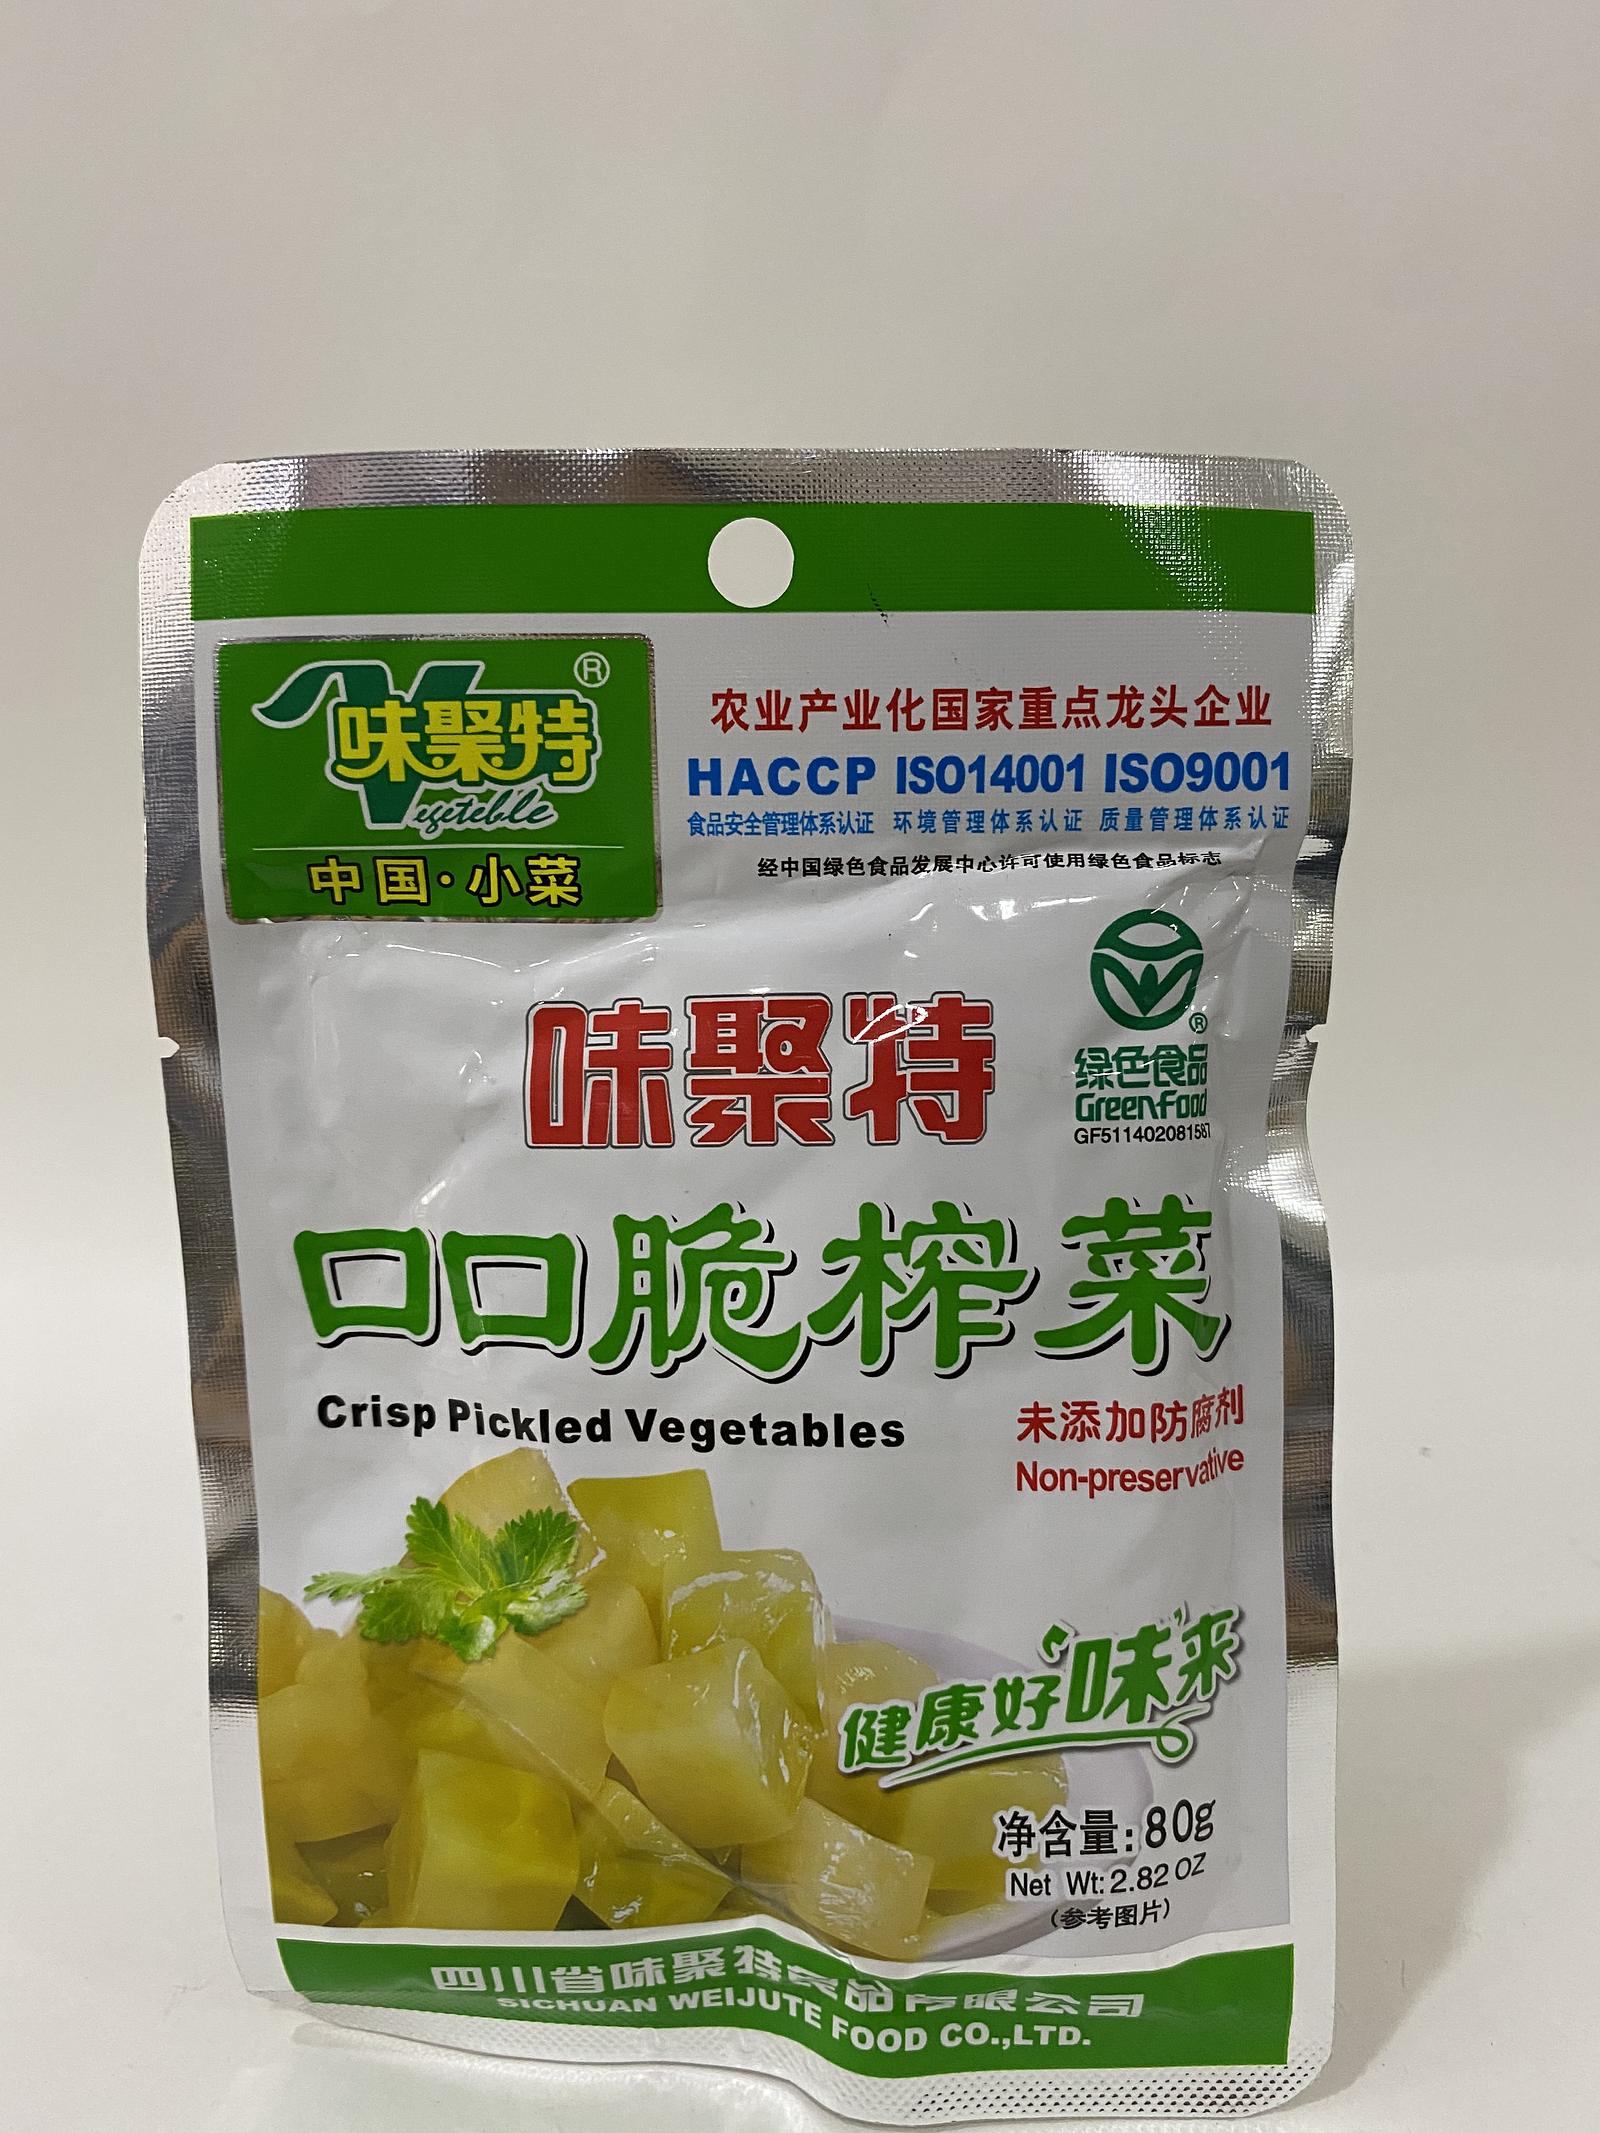 味聚特®
Vegeteble
中国·小菜
农业产业化国家重点龙头企业
HACCP ISO14001 ISO9001
食品安全管理体系认证 环境管理体系认证 质量管理体系认证
经中国绿色食品发展中心许可使用绿色食品标志
®
绿色食品
Greenfood
GF511402081587
味聚特
口口脆榨菜
Crisp Pickled Vegetables
未添加防腐剂
Non-preservative
健康好"味"来
净含量:80g
Net Wt:2.82 OZ
(参考图片)
四川省味聚特食品有限公司
SICHUAN WEIJUTE FOOD CO.,LTD.